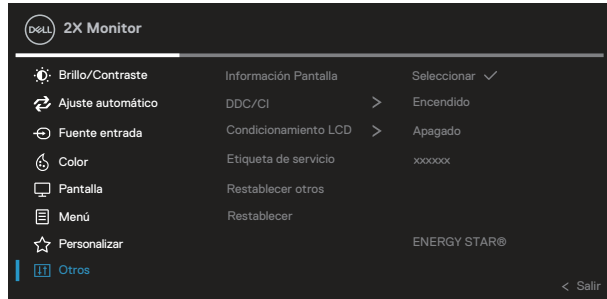 DELL 2X Monitor
Brillo/Contraste Información Pantalla Seleccionar ✓
Ajuste automático DDC/CI > Encendido
Fuente entrada Condicionamiento LCD > Apagado
Color Etiqueta de servicio xxxxxx
Pantalla Restablecer otros
Menú Restablecer
Personalizar ENERGY STAR®
Otros
< Salir